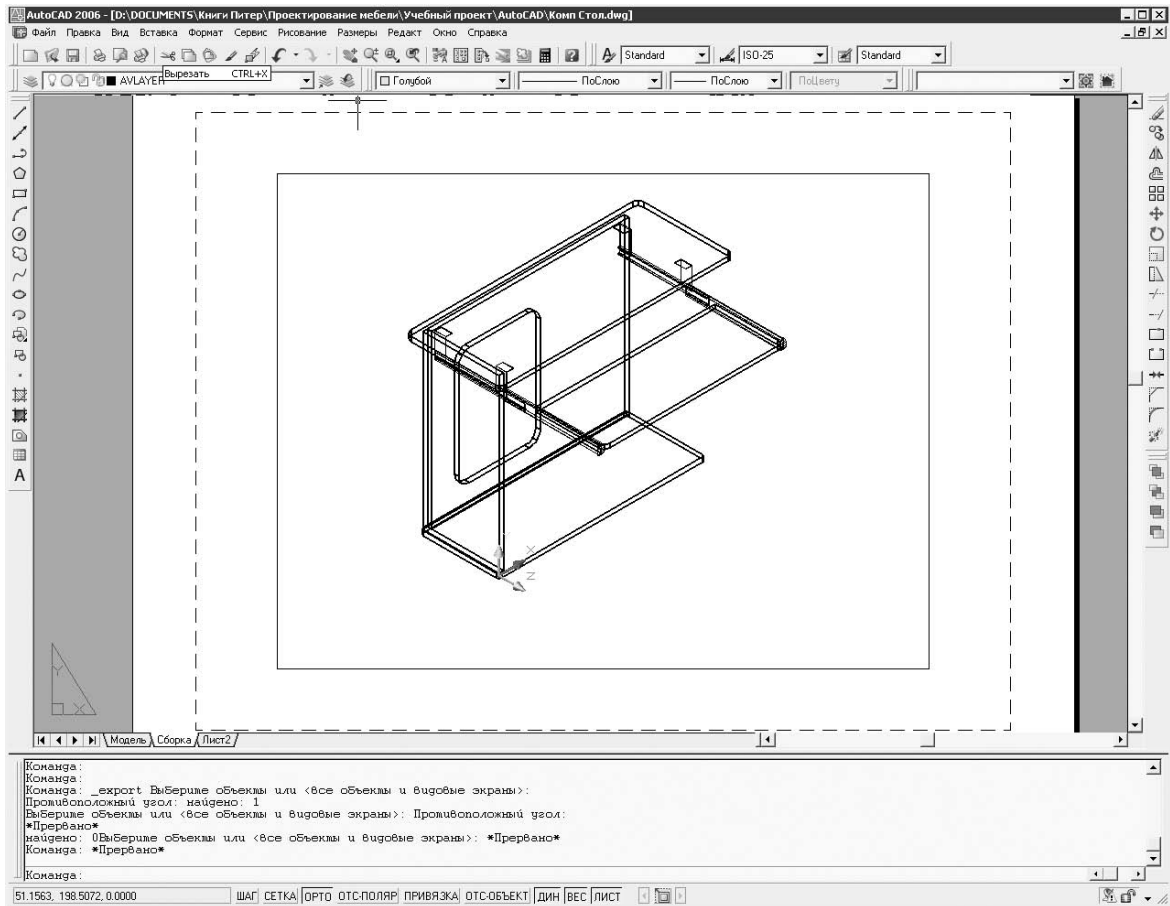 AutoCAD 2006 - [D:\DOCUMENTS\Книги Питер\Проектирование мебели\Учебный проект\AutoCAD\Комп Стол.dwg]
Файл Правка Вид Вставка Формат Сервис Рисование Размеры Редакт Окно Справка
Standard ISO-25 Standard
AVLAYER Вырезать CTRL+X Голубой ПоСлою ПоСлою ПоЦвету
A
X
Z
Y
X
Модель Сборка Лист2
Команда:
Команда:
Команда: _export Выберите объекты или <все объекты и видовые экраны>:
Противоположный угол: найдено: 1
Выберите объекты или <все объекты и видовые экраны>: Противоположный угол:
*Прервано*
найдено: 0Выберите объекты или <все объекты и видовые экраны>: *Прервано*
Команда: *Прервано*
Команда:
51.1563, 198.5072, 0.0000 ШАГ СЕТКА ОРТО ОТС-ПОЛЯР ПРИВЯЗКА ОТС-ОБЪЕКТ ДИН ВЕС ЛИСТ